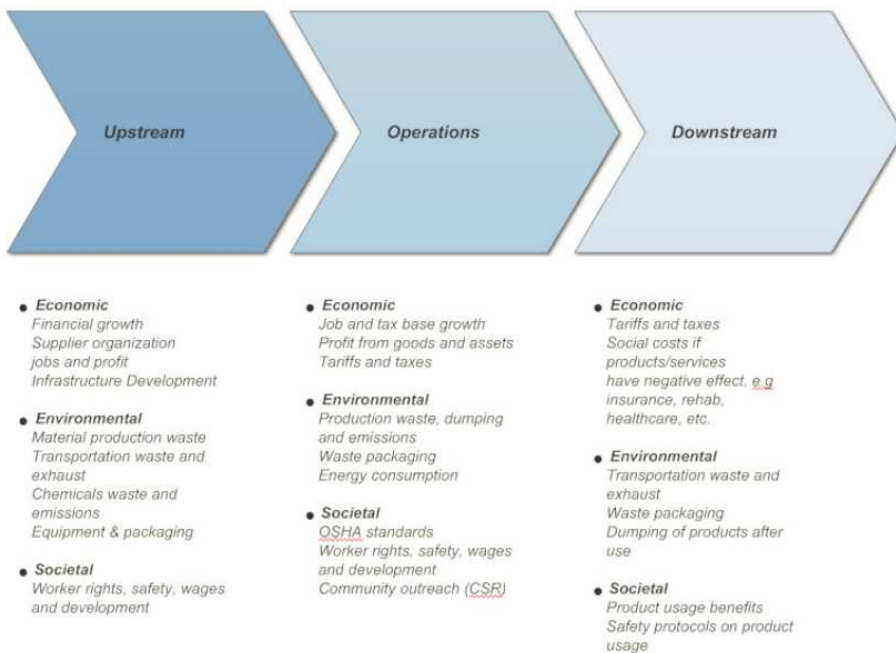 Upstream
Operations
Downstream
● Economic
Financial growth
Supplier organization
jobs and profit
Infrastructure Development
● Environmental
Material production waste
Transportation waste and
exhaust
Chemicals waste and
emissions
Equipment & packaging
● Societal
Worker rights, safety, wages
and development
● Economic
Job and tax base growth
Profit from goods and assets
Tariffs and taxes
● Environmental
Production waste, dumping
and emissions
Waste packaging
Energy consumption
● Societal
OSHA standards
Worker rights, safety, wages
and development
Community outreach (CSR)
● Economic
Tariffs and taxes
Social costs if
products/services
have negative effect, e.g
insurance, rehab,
healthcare, etc.
● Environmental
Transportation waste and
exhaust
Waste packaging
Dumping of products after
use
● Societal
Product usage benefits
Safety protocols on product
usage